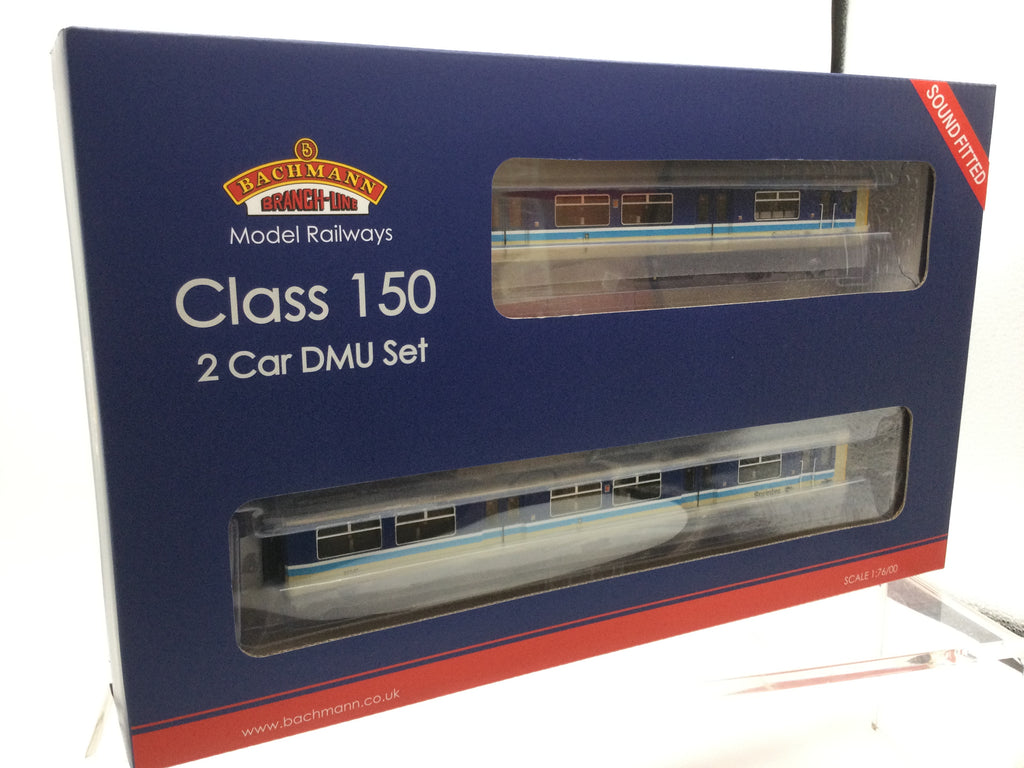 SOUND FITTED
B
BACHMANN
BRANCH-LINE
Model Railways
Class 150
2 Car DMU Set
SCALE 1:76/00
www.bachmann.co.uk